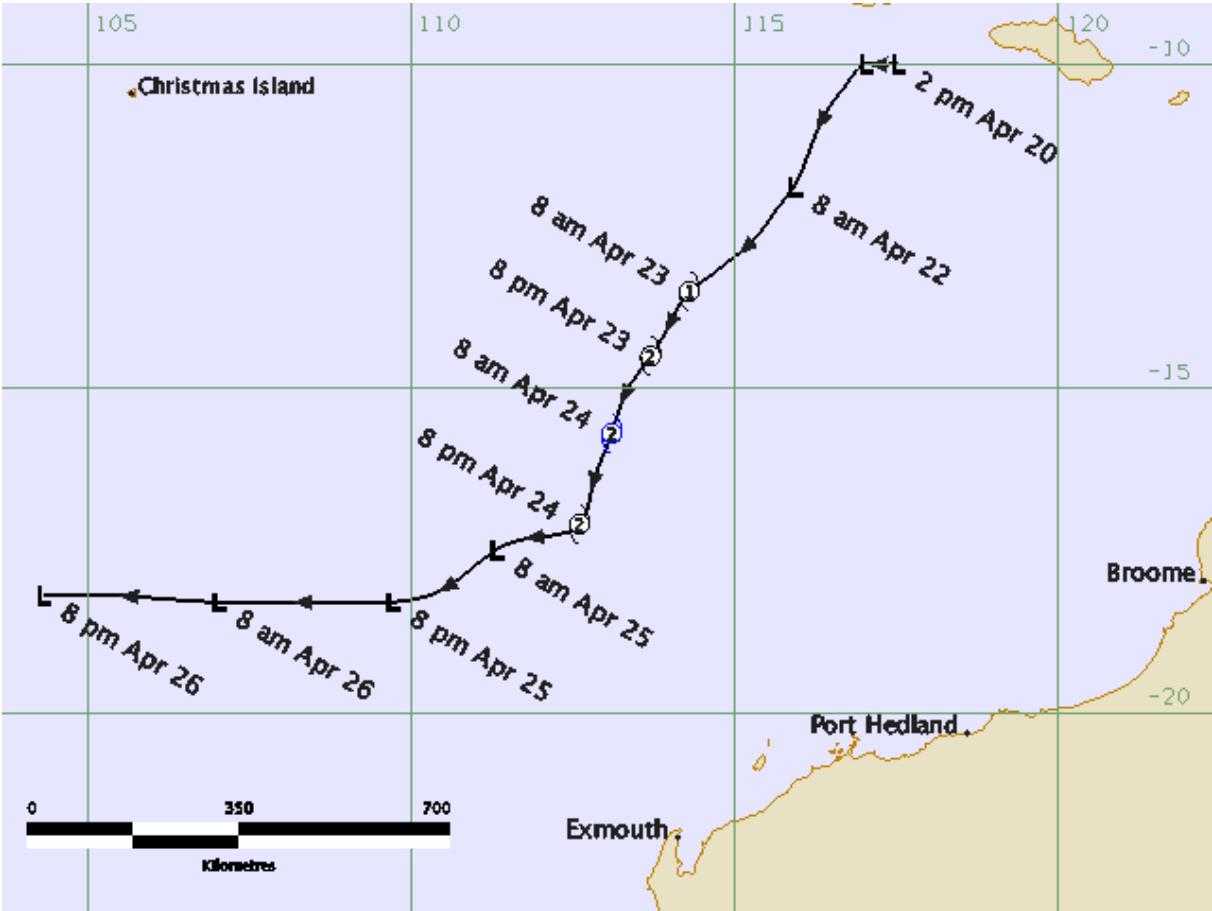 105
110
115
120
-10
Christmas Island
L
L
2 pm Apr 20
L
8 am Apr 22
8 am Apr 23
1
8 pm Apr 23
2
-15
8 am Apr 24
2
8 pm Apr 24
2
L
8 am Apr 25
Broome
L
8 pm Apr 26
L
8 am Apr 26
L
8 pm Apr 25
-20
Port Hedland
0 350 700
Kilometres
Exmouth